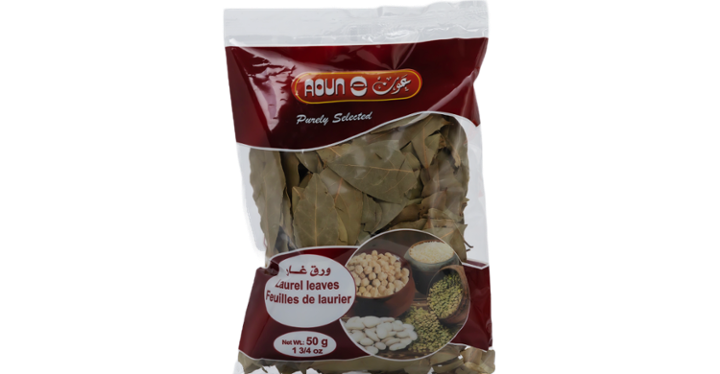 AOUN عون
Purely Selected
ورق غار
Laurel leaves
Feuilles de laurier
Net Wt.: 50 g
1 3/4 oz